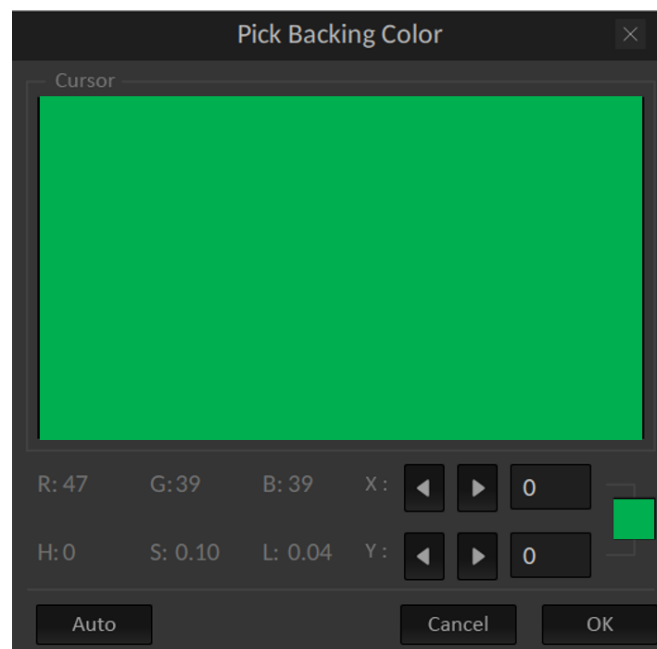 Pick Backing Color
Cursor
R: 47 G:39 B: 39 X : 0
H:0 S: 0.10 L: 0.04 Y : 0
Auto Cancel OK